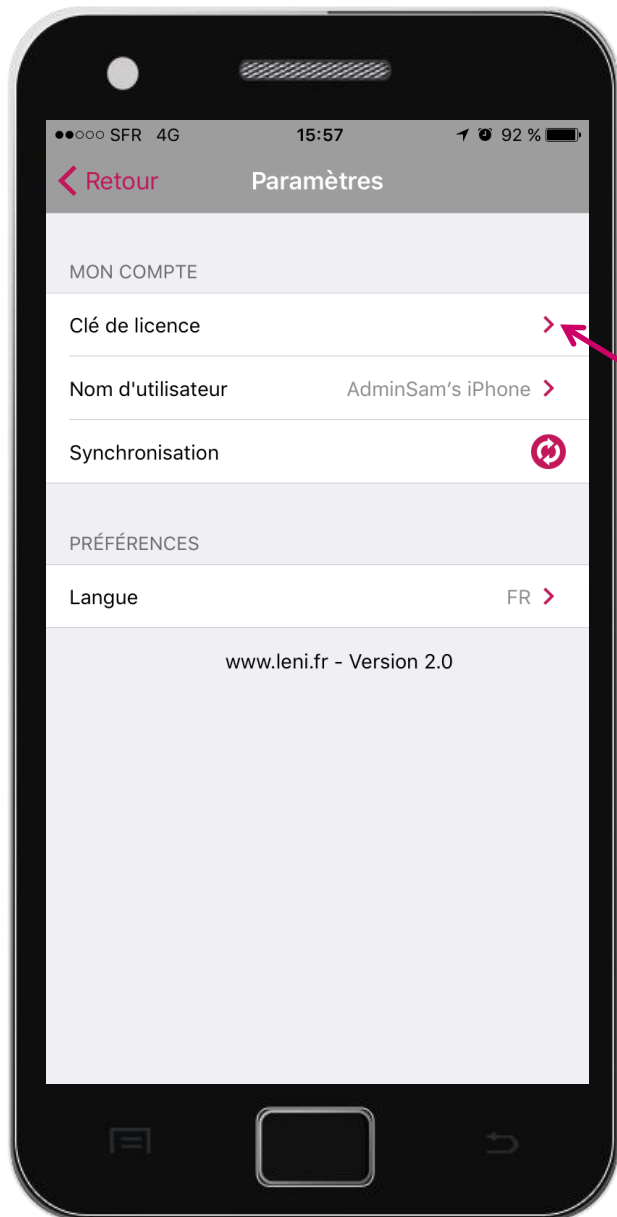 SFR 4G 15:57 92 %
Retour Paramètres
MON COMPTE
Clé de licence
Nom d'utilisateur AdminSam's iPhone
Synchronisation
PRÉFÉRENCES
Langue FR
www.leni.fr - Version 2.0